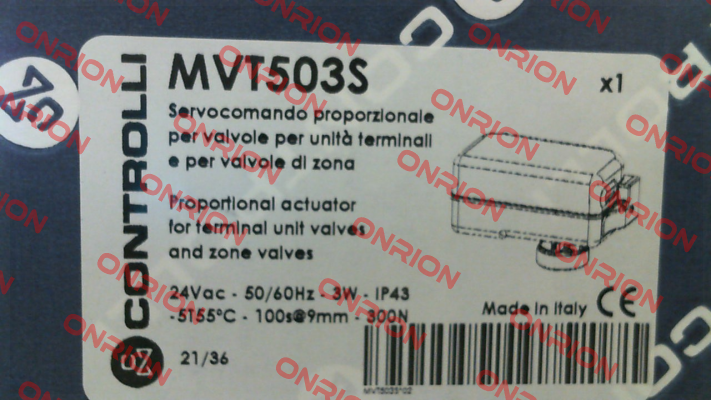 CONTROLLI
MVT503S
x1
Servocomando proporzionale
per valvole per unità terminali
e per valvole di zona
Proportional actuator
for terminal unit valves
and zone valves
24Vac - 50/60Hz - 3W - IP43
-5T55°C - 100s@9mm - 300N
Made in Italy CE
21/36
MVT503S*02
ONRION